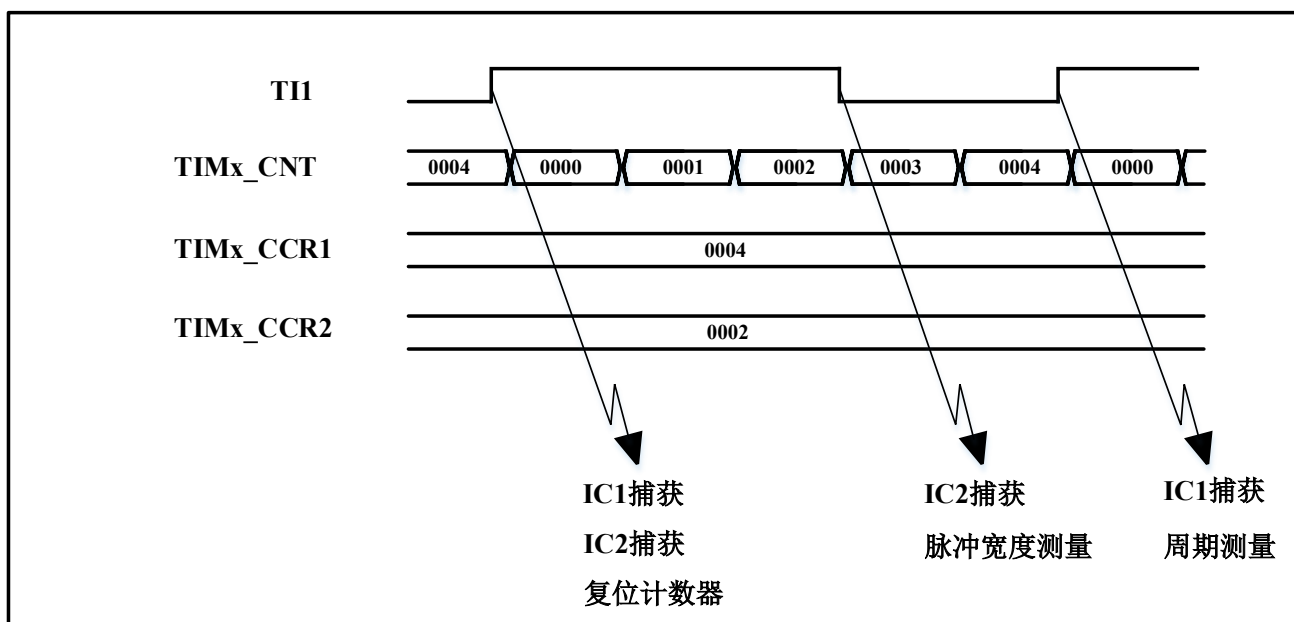 TI1
TIMx_CNT
0004 0000 0001 0002 0003 0004 0000
TIMx_CCR1
0004
TIMx_CCR2
0002
IC1捕获
IC2捕获
复位计数器
IC2捕获
脉冲宽度测量
IC1捕获
周期测量